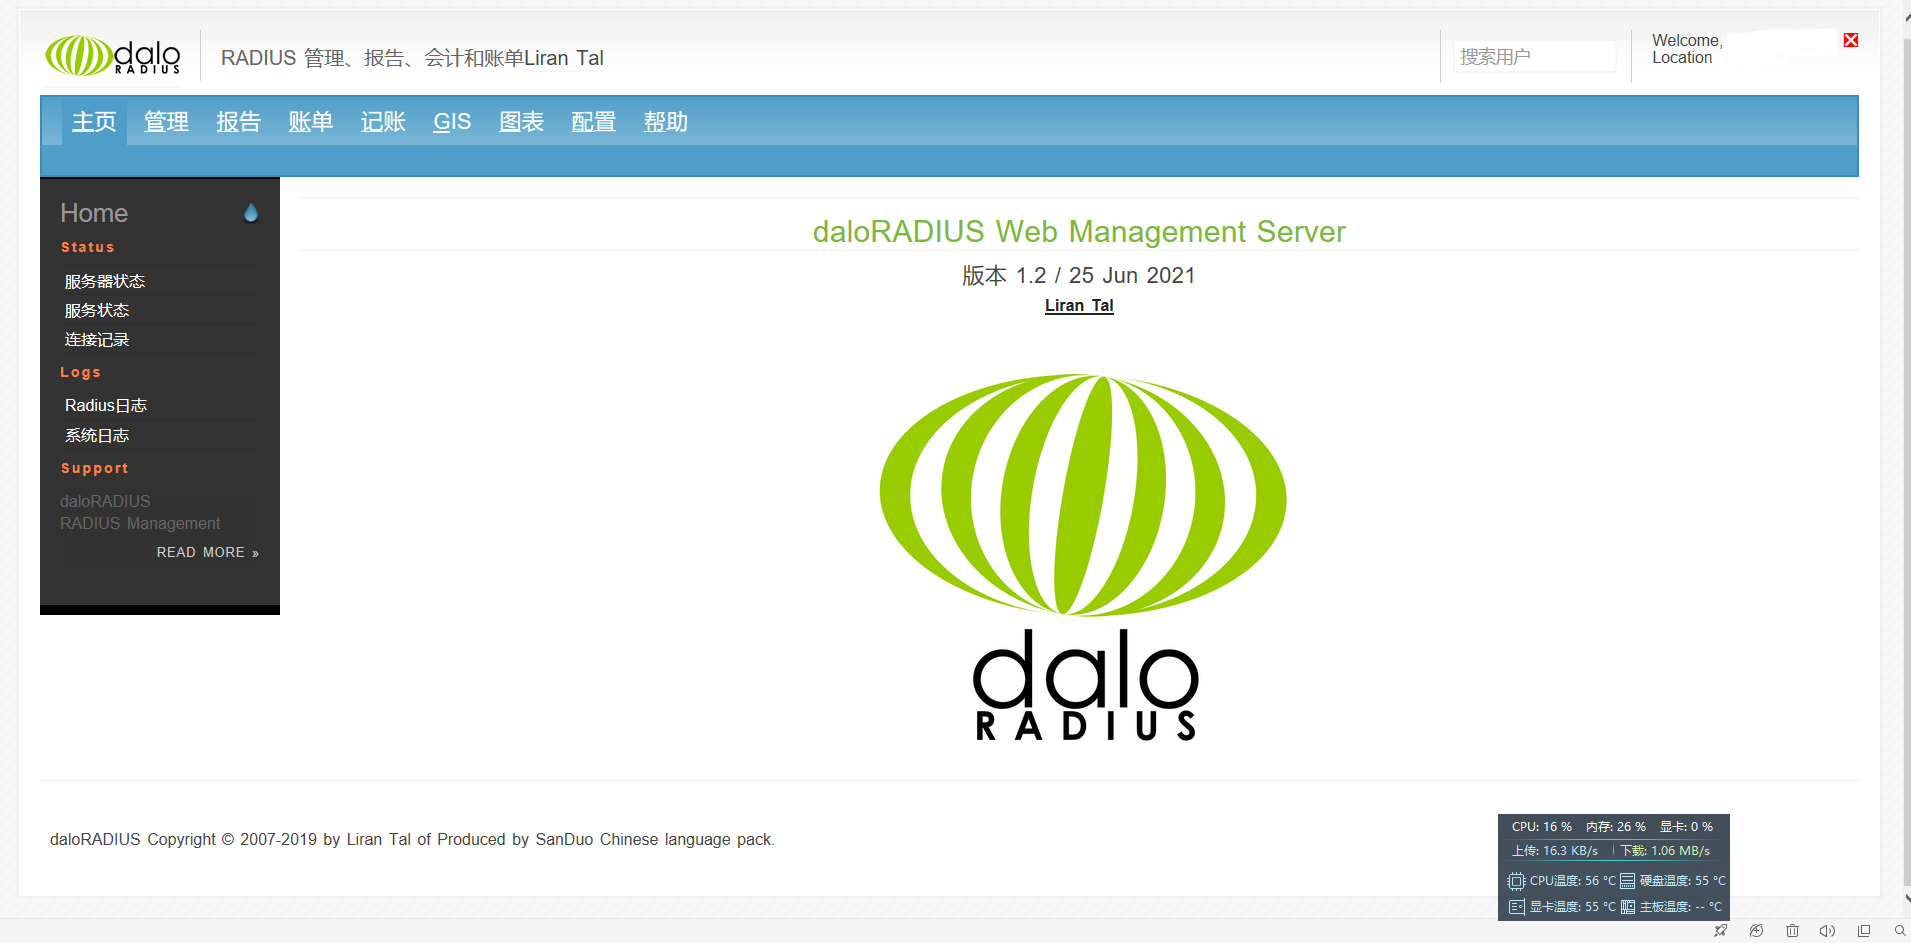 dalo
RADIUS
RADIUS 管理、报告、会计和账单Liran Tal
搜索用户
Welcome,
Location
主页 管理 报告 账单 记账 GIS 图表 配置 帮助
Home
Status
服务器状态
服务状态
连接记录
Logs
Radius日志
系统日志
Support
daloRADIUS
RADIUS Management
READ MORE »
daloRADIUS Web Management Server
版本 1.2 / 25 Jun 2021
Liran Tal
dalo
RADIUS
daloRADIUS Copyright © 2007-2019 by Liran Tal of Produced by SanDuo Chinese language pack.
CPU: 16 % 内存: 26 % 显卡: 0 %
上传: 16.3 KB/s 下载: 1.06 MB/s
CPU温度: 56 °C 硬盘温度: 55 °C
显卡温度: 55 °C 主板温度: -- °C